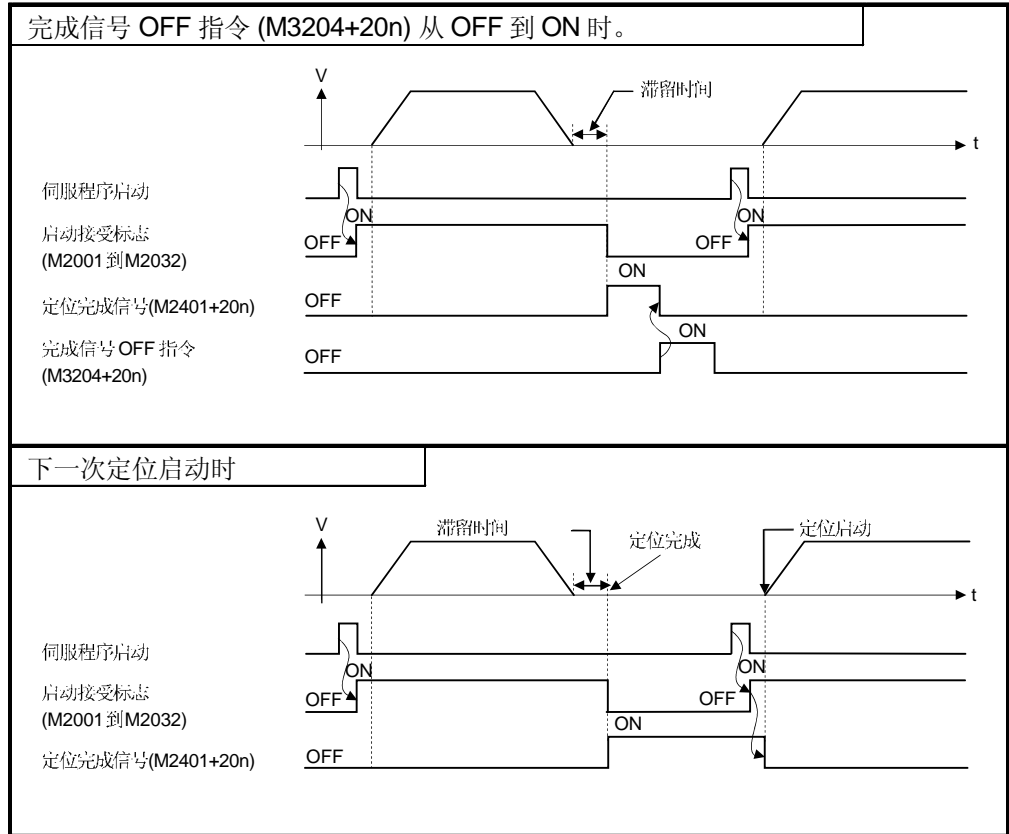 完成信号 OFF 指令 (M3204+20n) 从 OFF 到 ON 时。
V
滞留时间
t
伺服程序启动
ON
ON
启动接受标志
OFF
OFF
(M2001 到 M2032)
ON
定位完成信号(M2401+20n)
OFF
ON
完成信号 OFF 指令
OFF
(M3204+20n)
下一次定位启动时
V
滞留时间
定位完成
定位启动
t
伺服程序启动
ON
ON
启动接受标志
OFF
OFF
(M2001 到 M2032)
ON
定位完成信号(M2401+20n)
OFF